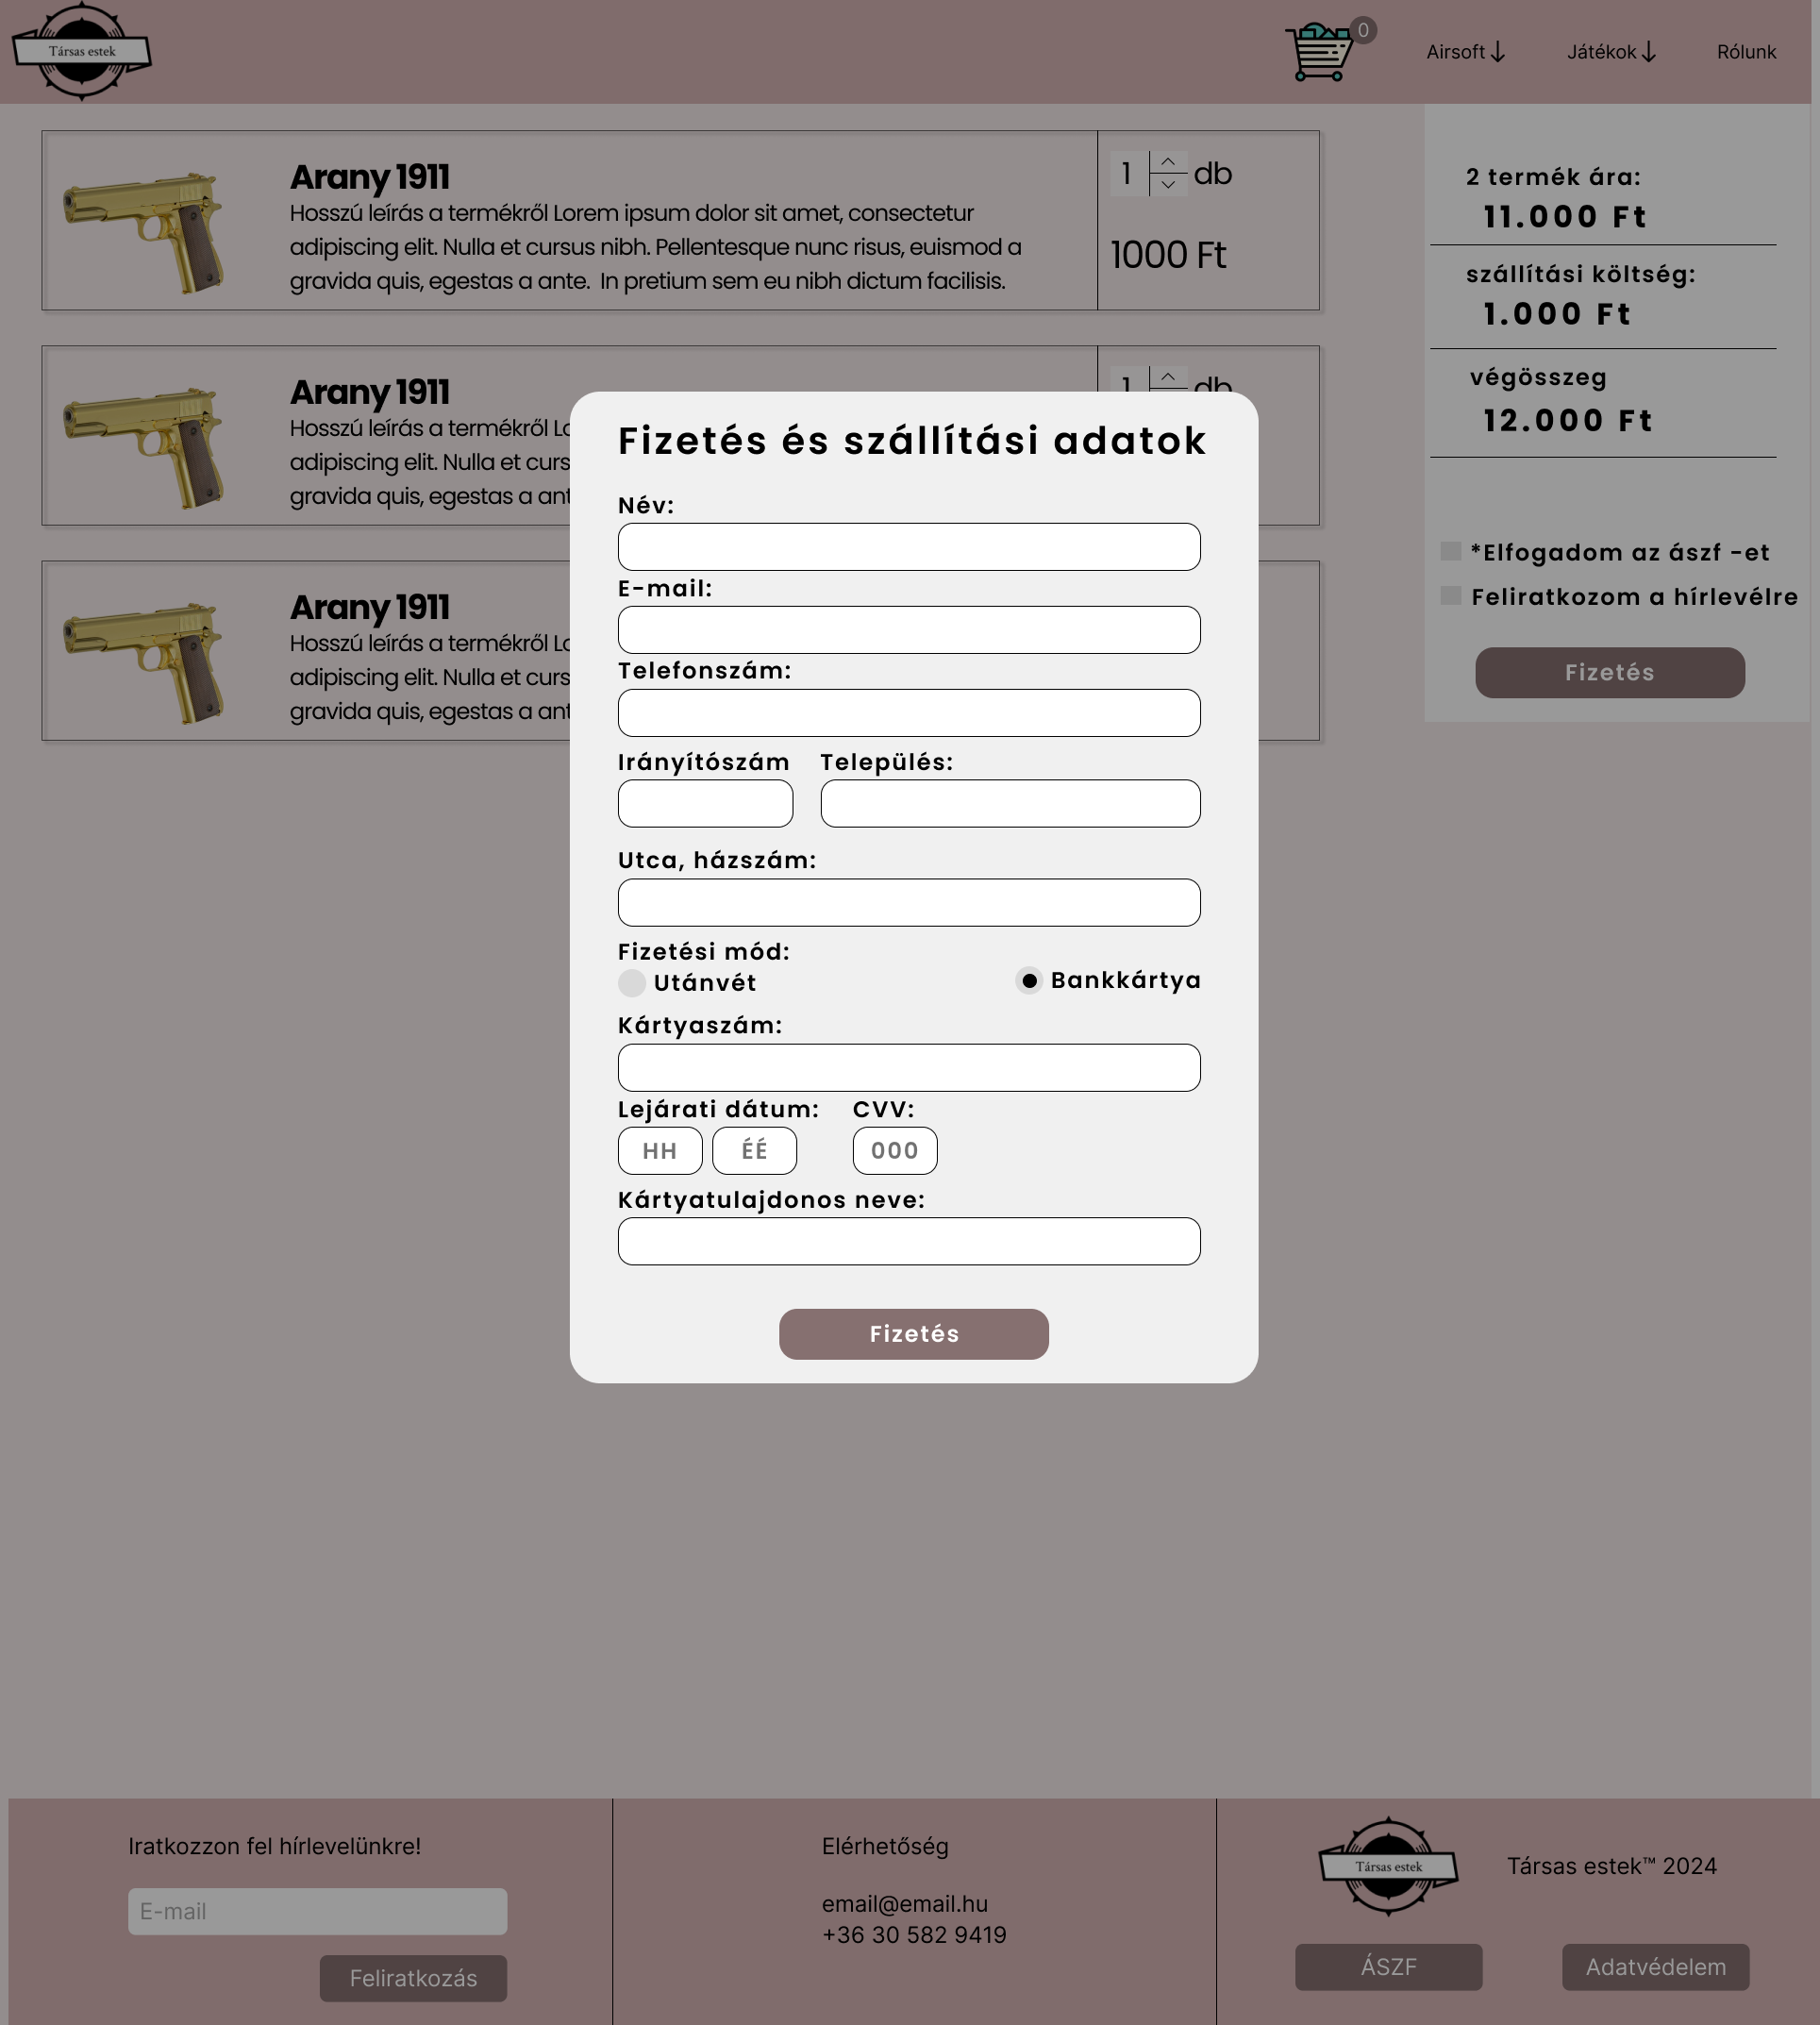 Társas estek
0
Airsoft
Játékok
Rólunk
Arany 1911
Hosszú leírás a termékről Lorem ipsum dolor sit amet, consectetur
adipiscing elit. Nulla et cursus nibh. Pellentesque nunc risus, euismod a
gravida quis, egestas a ante. In pretium sem eu nibh dictum facilisis.
1 db
1000 Ft
Arany 1911
Hosszú leírás a termékről Lo
adipiscing elit. Nulla et curs
gravida quis, egestas a ant
1 db
Arany 1911
Hosszú leírás a termékről Lo
adipiscing elit. Nulla et curs
gravida quis, egestas a ant
2 termék ára:
11.000 Ft
szállítási költség:
1.000 Ft
végösszeg
12.000 Ft
*Elfogadom az ászf -et
Feliratkozom a hírlevélre
Fizetés
Fizetés és szállítási adatok
Név:
E-mail:
Telefonszám:
Irányítószám
Település:
Utca, házszám:
Fizetési mód:
Utánvét
Bankkártya
Kártyaszám:
Lejárati dátum:
CVV:
HH
ÉÉ
000
Kártyatulajdonos neve:
Fizetés
Iratkozzon fel hírlevelünkre!
E-mail
Feliratkozás
Elérhetőség
email@email.hu
+36 30 582 9419
Társas estek
Társas estek™ 2024
ÁSZF
Adatvédelem